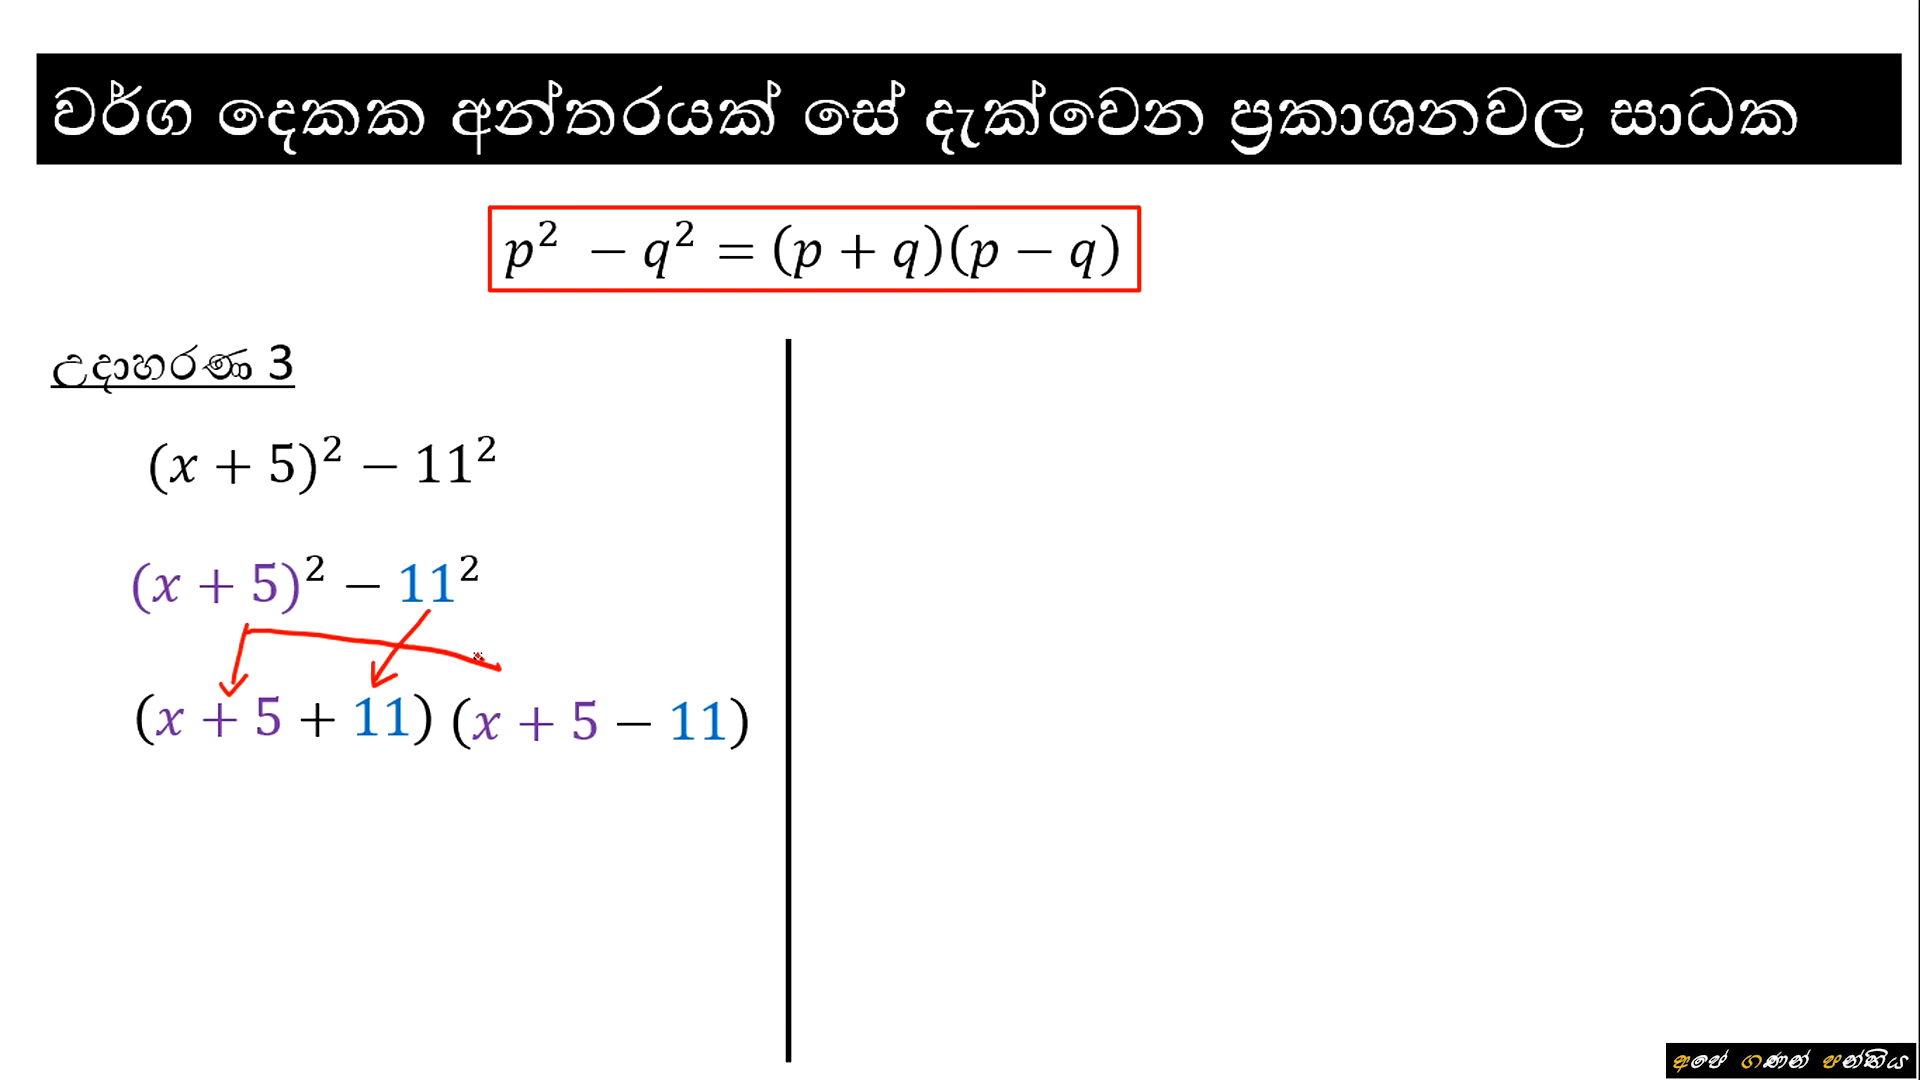 වර්ග දෙකක අන්තරයක් සේ දැක්වෙන ප්‍රකාශනවල සාධක
p² − q² = (p + q)(p − q)
උදාහරණ 3
(x + 5)² − 11²
(x + 5)² − 11²
(x + 5 + 11) (x + 5 − 11)
අපේ ගණන් පන්තිය